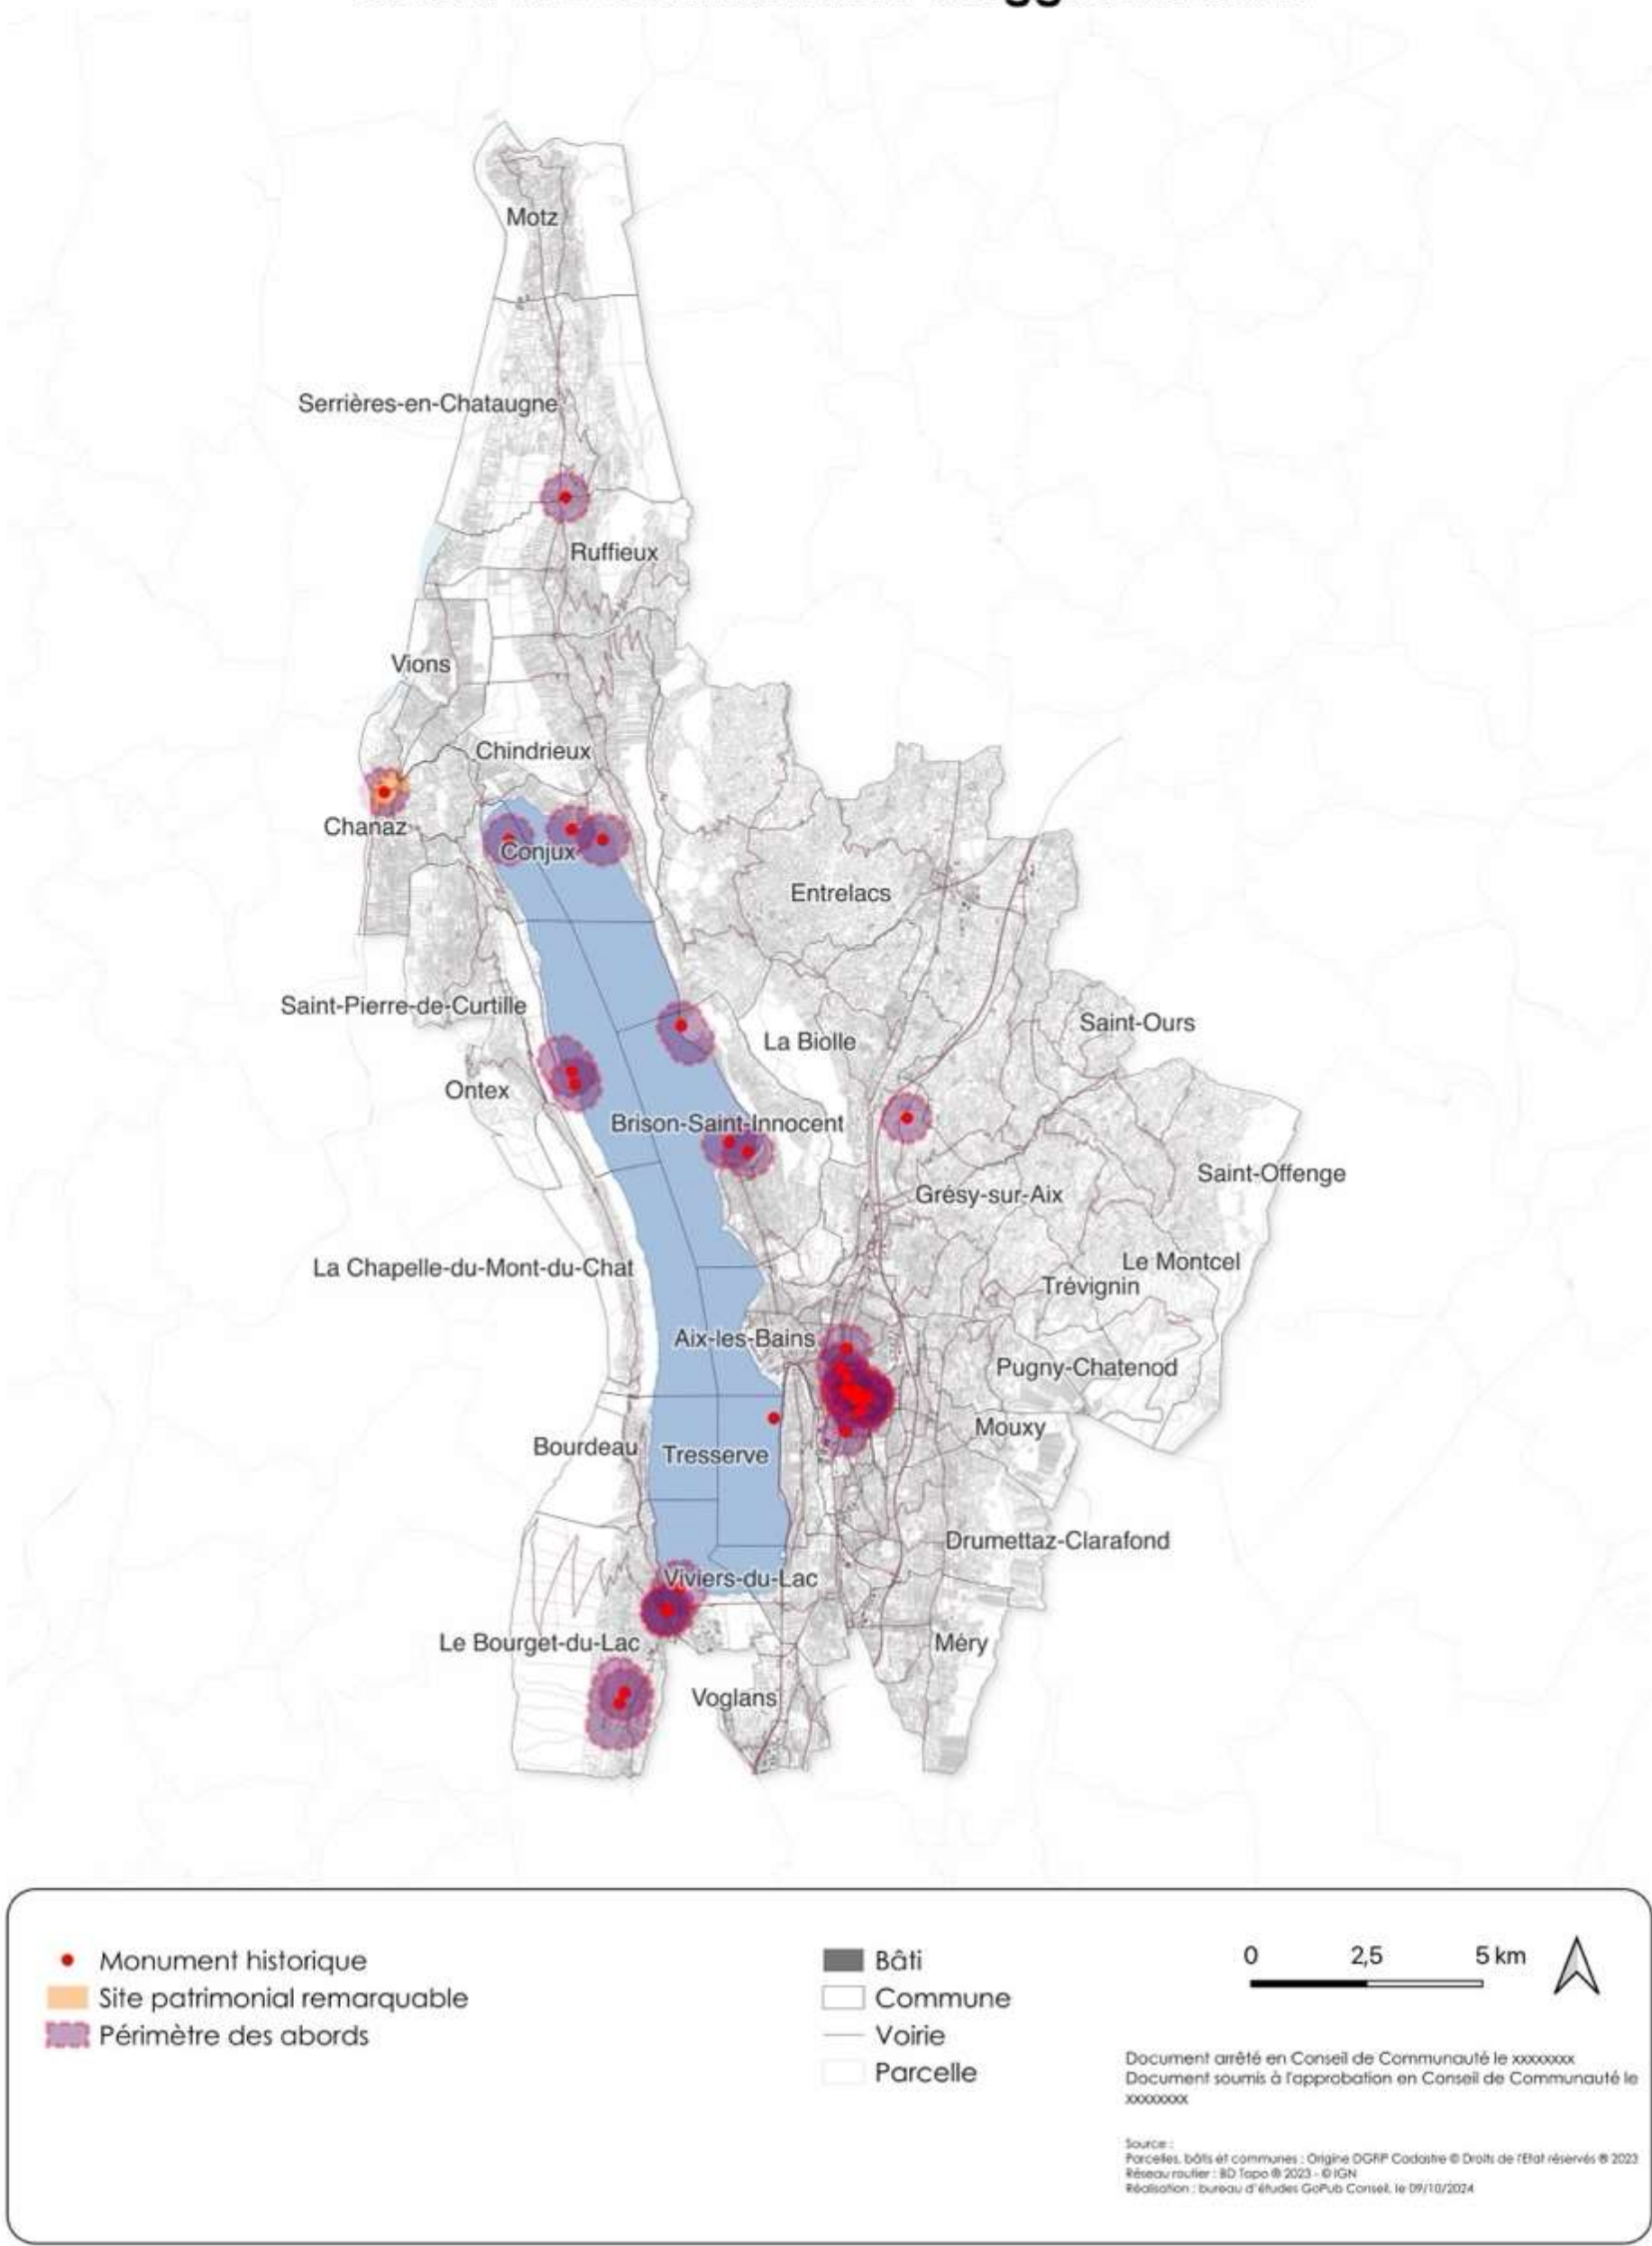 Motz
Serrières-en-Chataugne
Ruffieux
Vions
Chindrieux
Chanaz
Conjux
Entrelacs
Saint-Pierre-de-Curtille
Saint-Ours
La Biolle
Ontex
Brison-Saint-Innocent
Saint-Offenge
Grésy-sur-Aix
La Chapelle-du-Mont-du-Chat
Le Montcel
Trévignin
Aix-les-Bains
Pugny-Chatenod
Mouxy
Bourdeau
Tresserve
Drumettaz-Clarafond
Viviers-du-Lac
Le Bourget-du-Lac
Méry
Voglans
Monument historique
Site patrimonial remarquable
Périmètre des abords
Bâti
Commune
Voirie
Parcelle
0 2,5 5 km
Document arrêté en Conseil de Communauté le xxxxxxxx
Document soumis à l'approbation en Conseil de Communauté le
xxxxxxxx
Source :
Parcelles, bâtis et communes : Origine DGFIP Cadastre © Droits de l'Etat réservés ® 2023
Réseau routier : BD Topo ® 2023 - © IGN
Réalisation : bureau d'études GoPub Conseil, le 09/10/2024